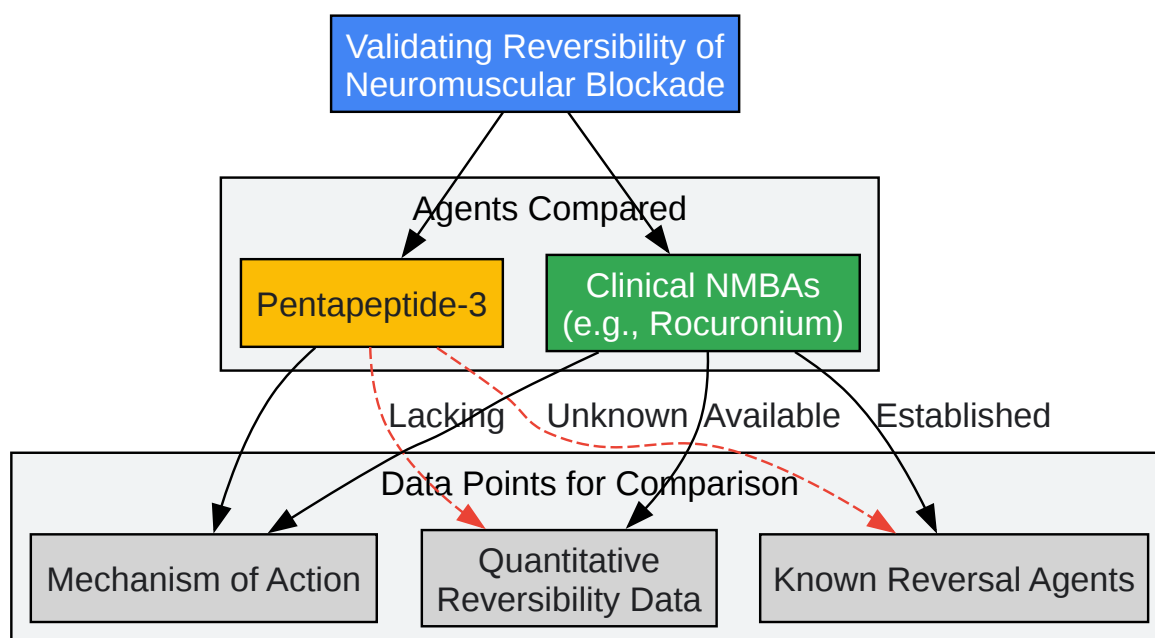 Validating Reversibility of
Neuromuscular Blockade
Agents Compared
Pentapeptide-3
Clinical NMBAs
(e.g., Rocuronium)
Lacking
Unknown
Available
Established
Data Points for Comparison
Mechanism of Action
Quantitative
Reversibility Data
Known Reversal Agents